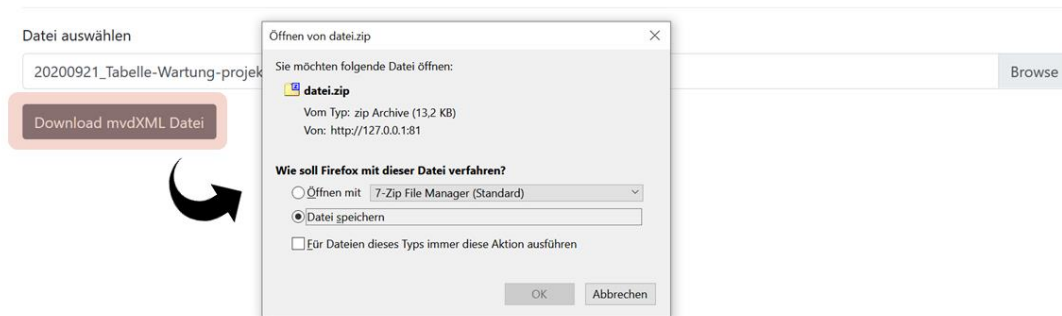 Datei auswählen
20200921_Tabelle-Wartung-projek
Browse
Download mvdXML Datei
Öffnen von datei.zip
Sie möchten folgende Datei öffnen:
datei.zip
Vom Typ: zip Archive (13,2 KB)
Von: http://127.0.0.1:81
Wie soll Firefox mit dieser Datei verfahren?
Öffnen mit 7-Zip File Manager (Standard)
Datei speichern
Für Dateien dieses Typs immer diese Aktion ausführen
OK Abbrechen